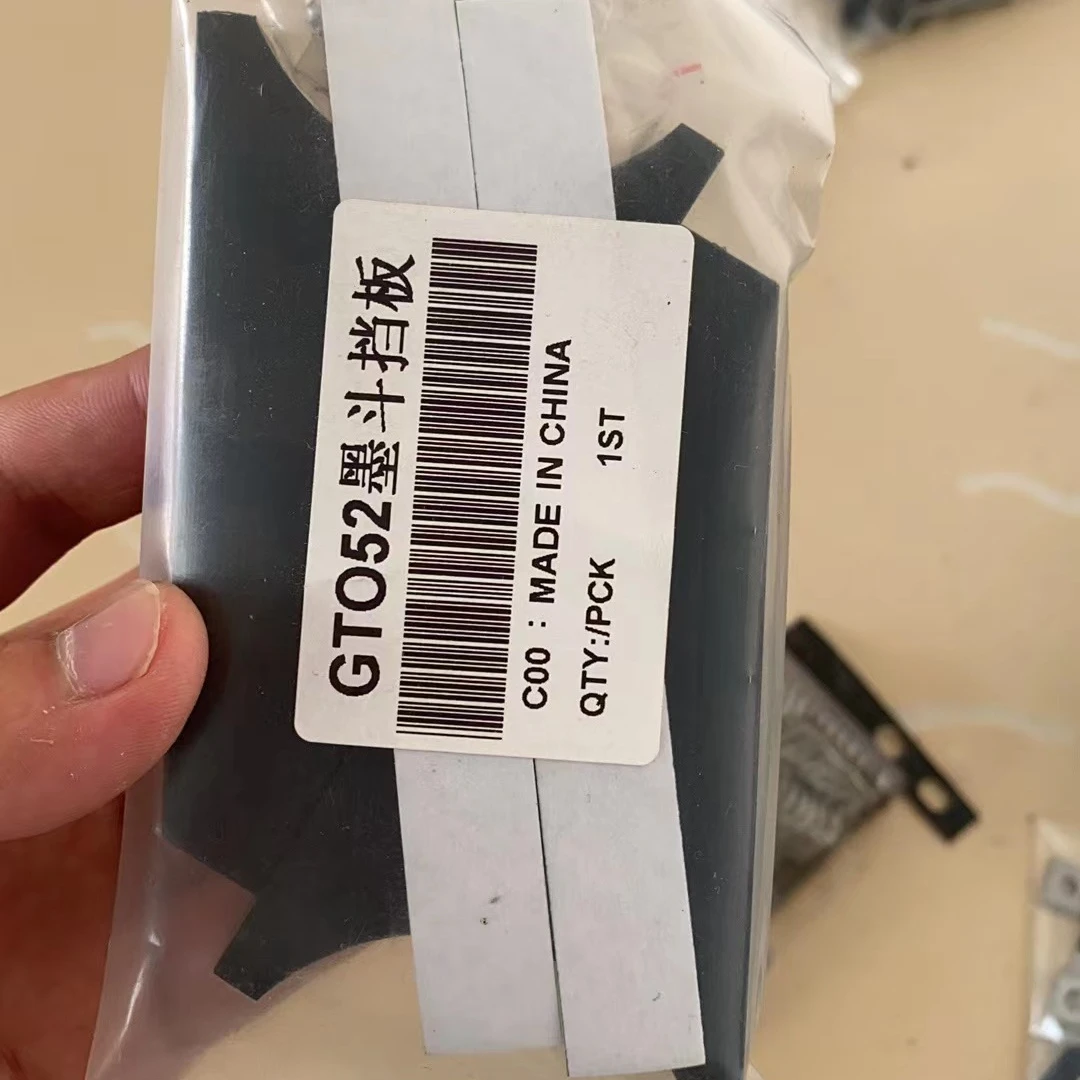 GTO52墨斗挡板
C00：MADE IN CHINA
QTY:/PCK 1ST